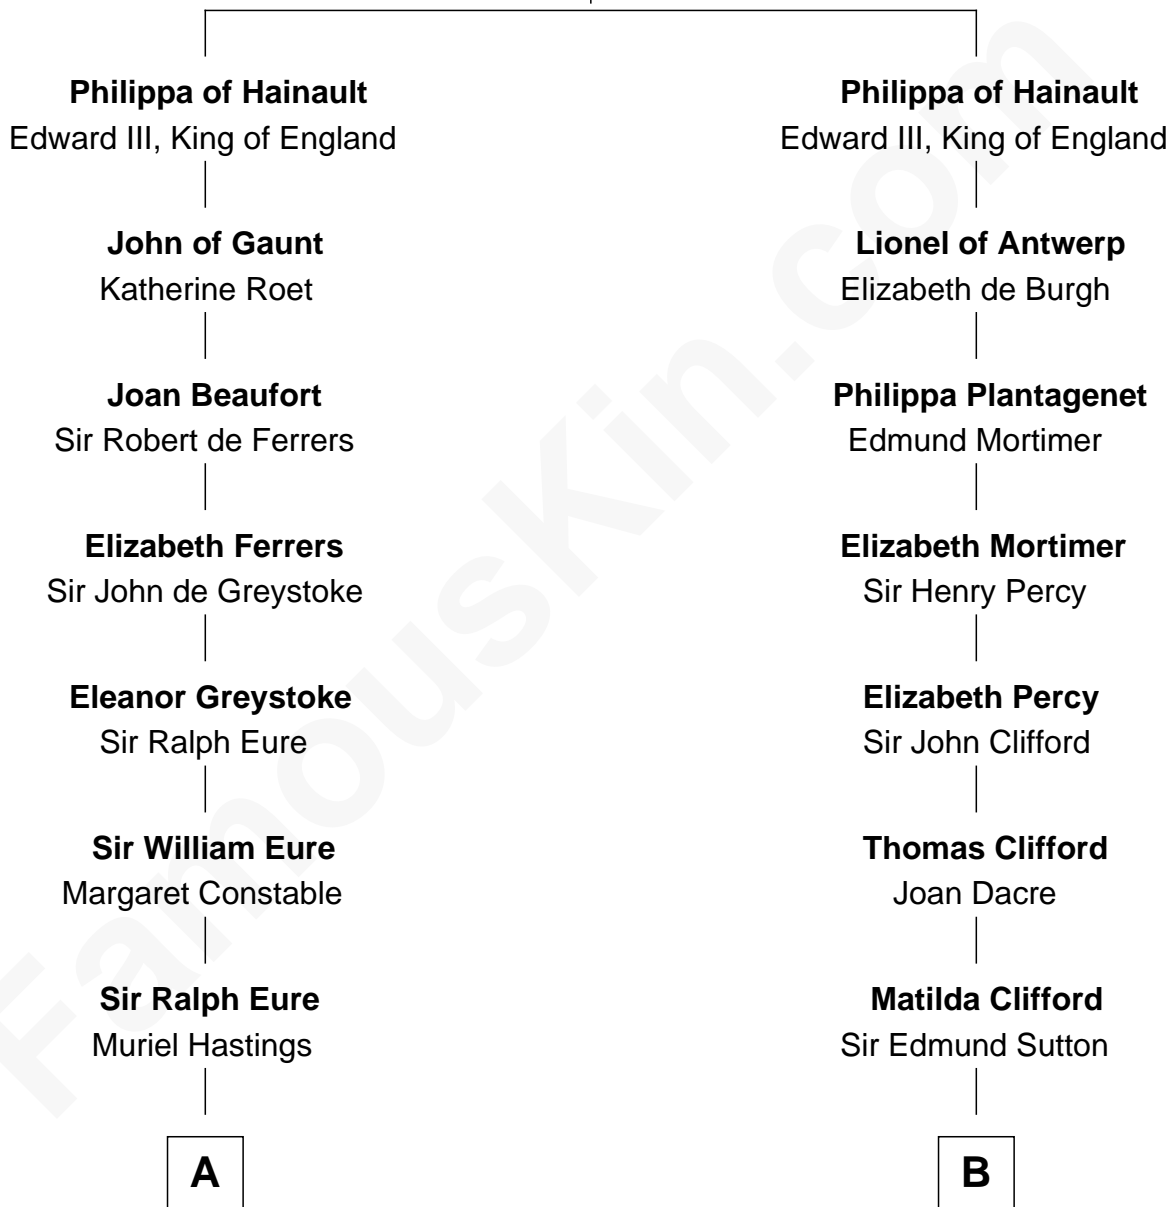 Philippa of Hainault
Edward III, King of England
John of Gaunt
Katherine Roet
Joan Beaufort
Sir Robert de Ferrers
Elizabeth Ferrers
Sir John de Greystoke
Eleanor Greystoke
Sir Ralph Eure
Sir William Eure
Margaret Constable
Sir Ralph Eure
Muriel Hastings
A
Philippa of Hainault
Edward III, King of England
Lionel of Antwerp
Elizabeth de Burgh
Philippa Plantagenet
Edmund Mortimer
Elizabeth Mortimer
Sir Henry Percy
Elizabeth Percy
Sir John Clifford
Thomas Clifford
Joan Dacre
Matilda Clifford
Sir Edmund Sutton
B
FamousKin.com